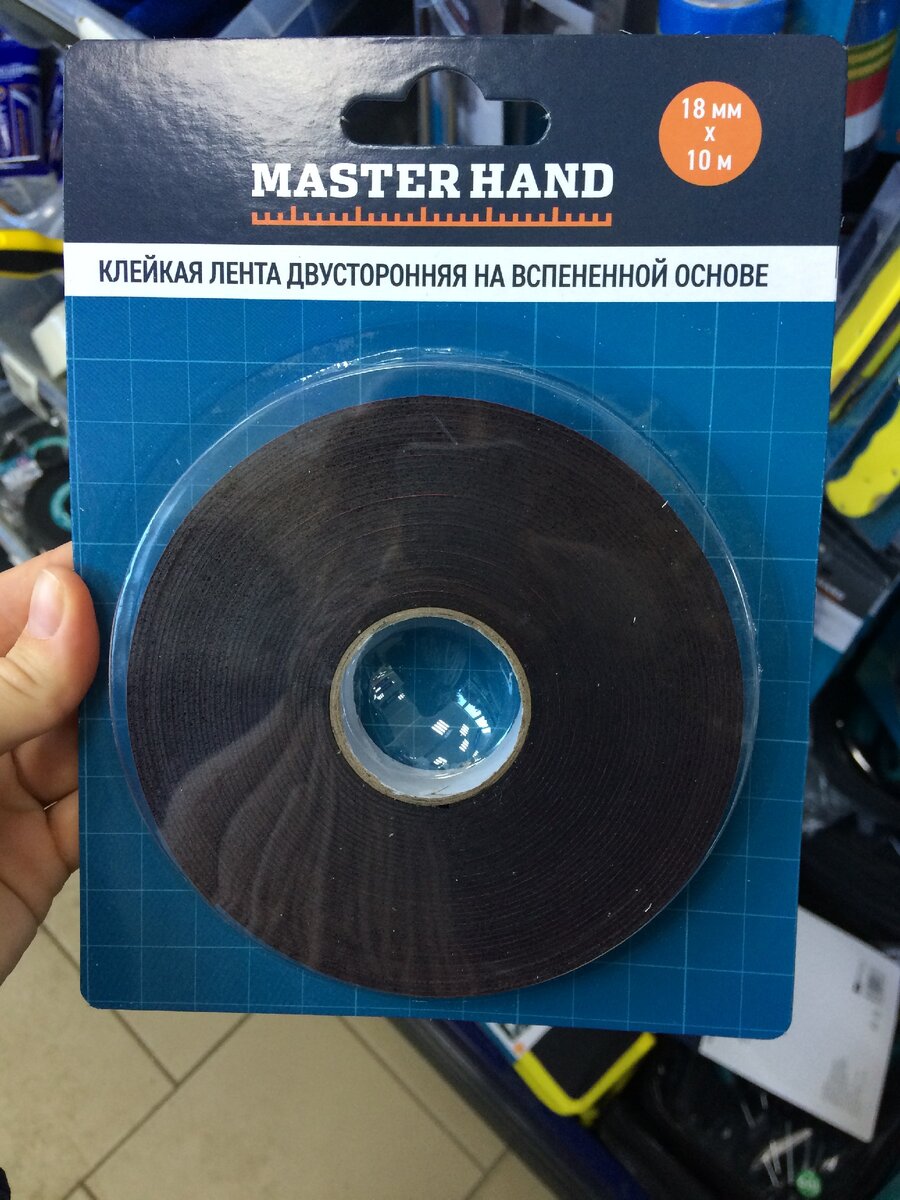 18 мм
х
10 м
MASTER HAND
КЛЕЙКАЯ ЛЕНТА ДВУСТОРОННЯЯ НА ВСПЕНЕННОЙ ОСНОВЕ